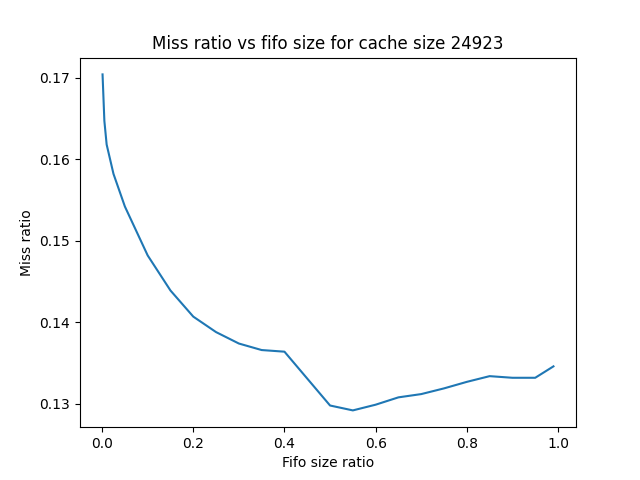 Miss ratio vs fifo size for cache size 24923
0.17
0.16
0.15
0.14
0.13
Miss ratio
0.0 0.2 0.4 0.6 0.8 1.0
Fifo size ratio